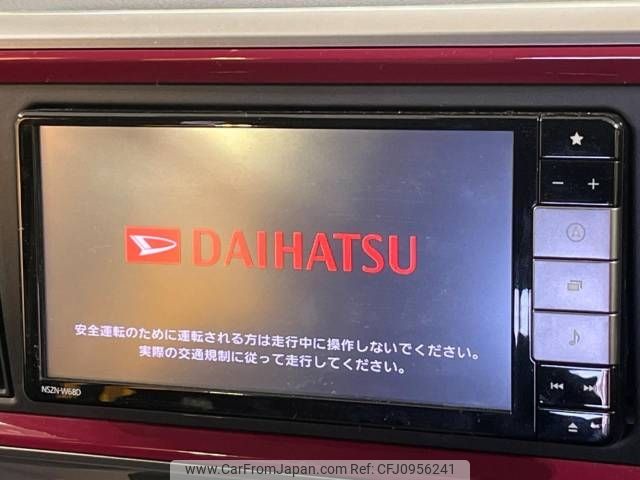 DAIHATSU
安全運転のために運転される方は走行中に操作しないでください。
実際の交通規制に従って走行してください。
NSZN-W68D
www.CarFromJapan.com [CFJ0956241]